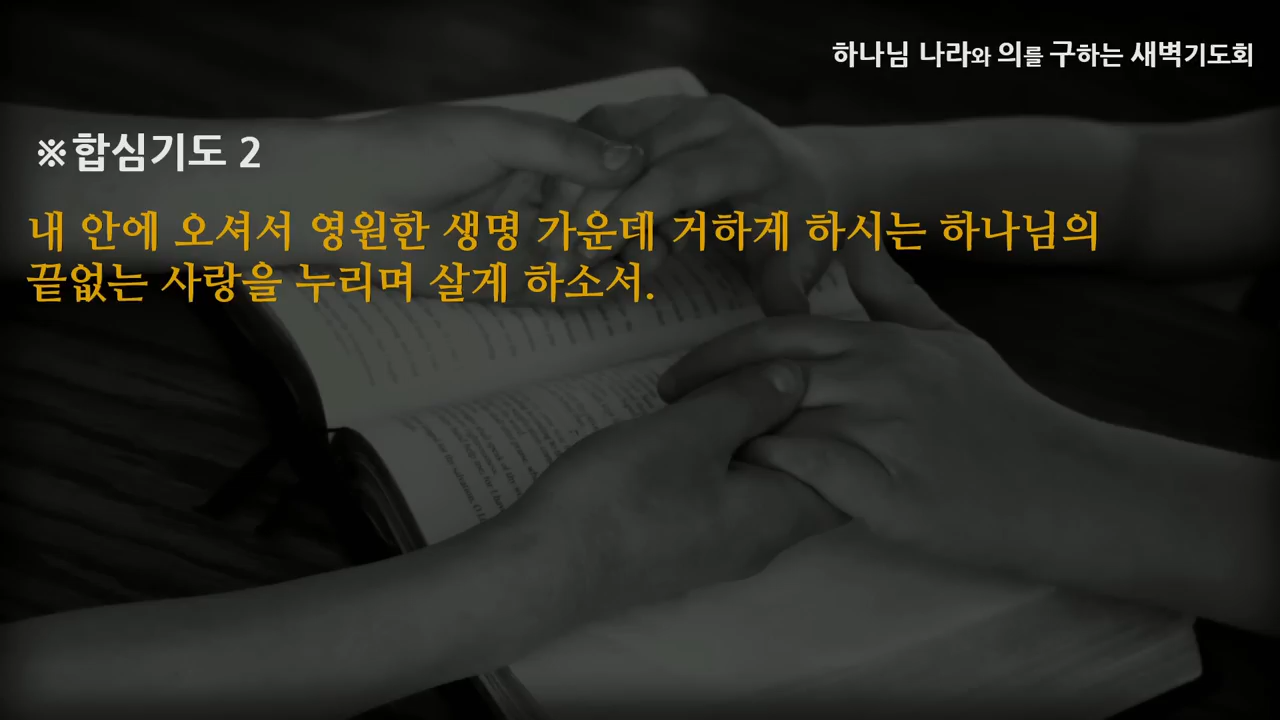 하나님 나라와 의를 구하는 새벽기도회
※합심기도 2
내 안에 오셔서 영원한 생명 가운데 거하게 하시는 하나님의
끝없는 사랑을 누리며 살게 하소서.